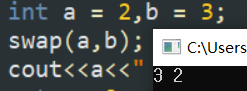 int a = 2,b = 3;
swap(a,b);
cout<<a<<"
C:\Users
3 2